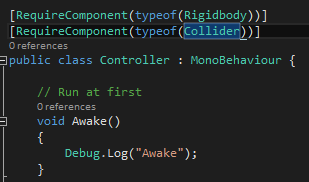 [RequireComponent(typeof(Rigidbody))]
[RequireComponent(typeof(Collider))]
0 references
public class Controller : MonoBehaviour {
// Run at first
0 references
void Awake()
{
Debug.Log("Awake");
}